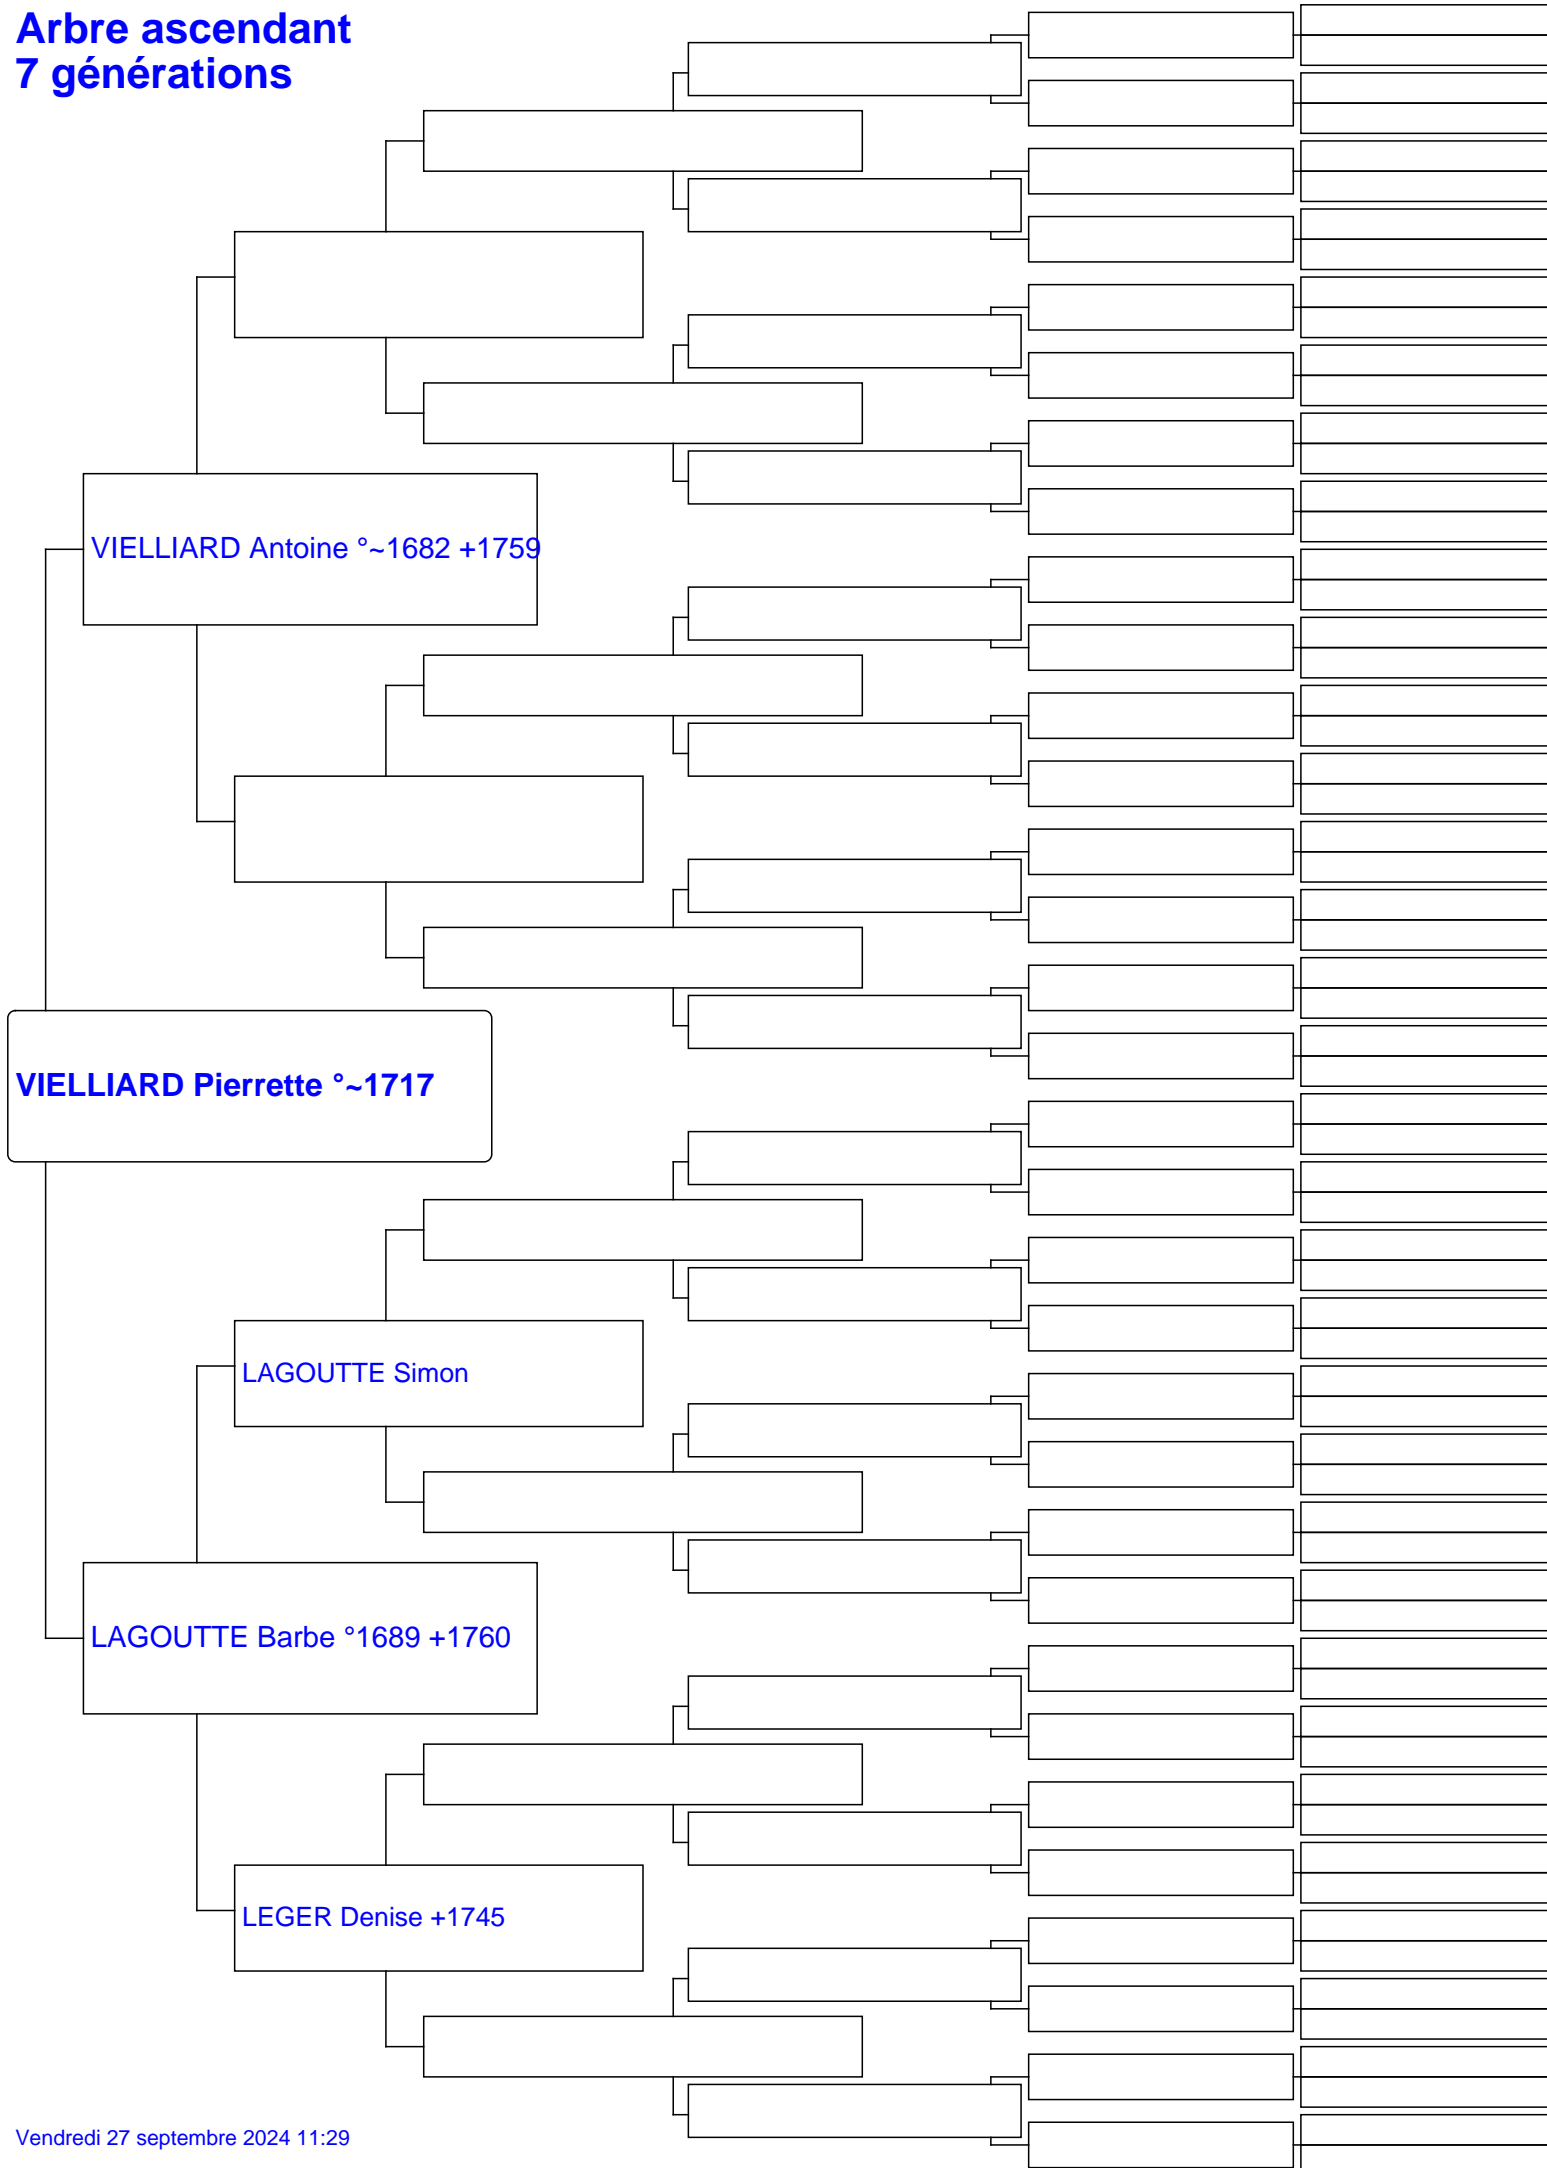 Arbre ascendant
7 générations
VIELLIARD Antoine °~1682 +1759
VIELLIARD Pierrette °~1717
LAGOUTTE Simon
LAGOUTTE Barbe °1689 +1760
LEGER Denise +1745
Vendredi 27 septembre 2024 11:29